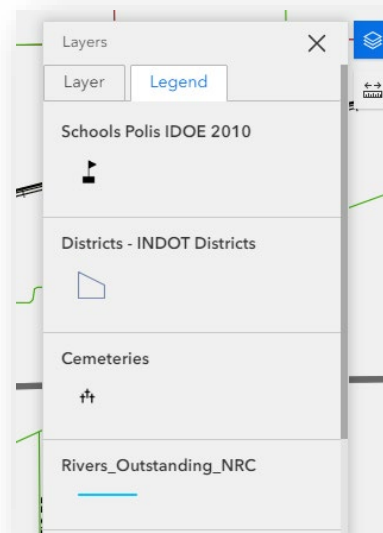 Layers
Layer Legend
Schools Polis IDOE 2010
Districts - INDOT Districts
Cemeteries
Rivers_Outstanding_NRC